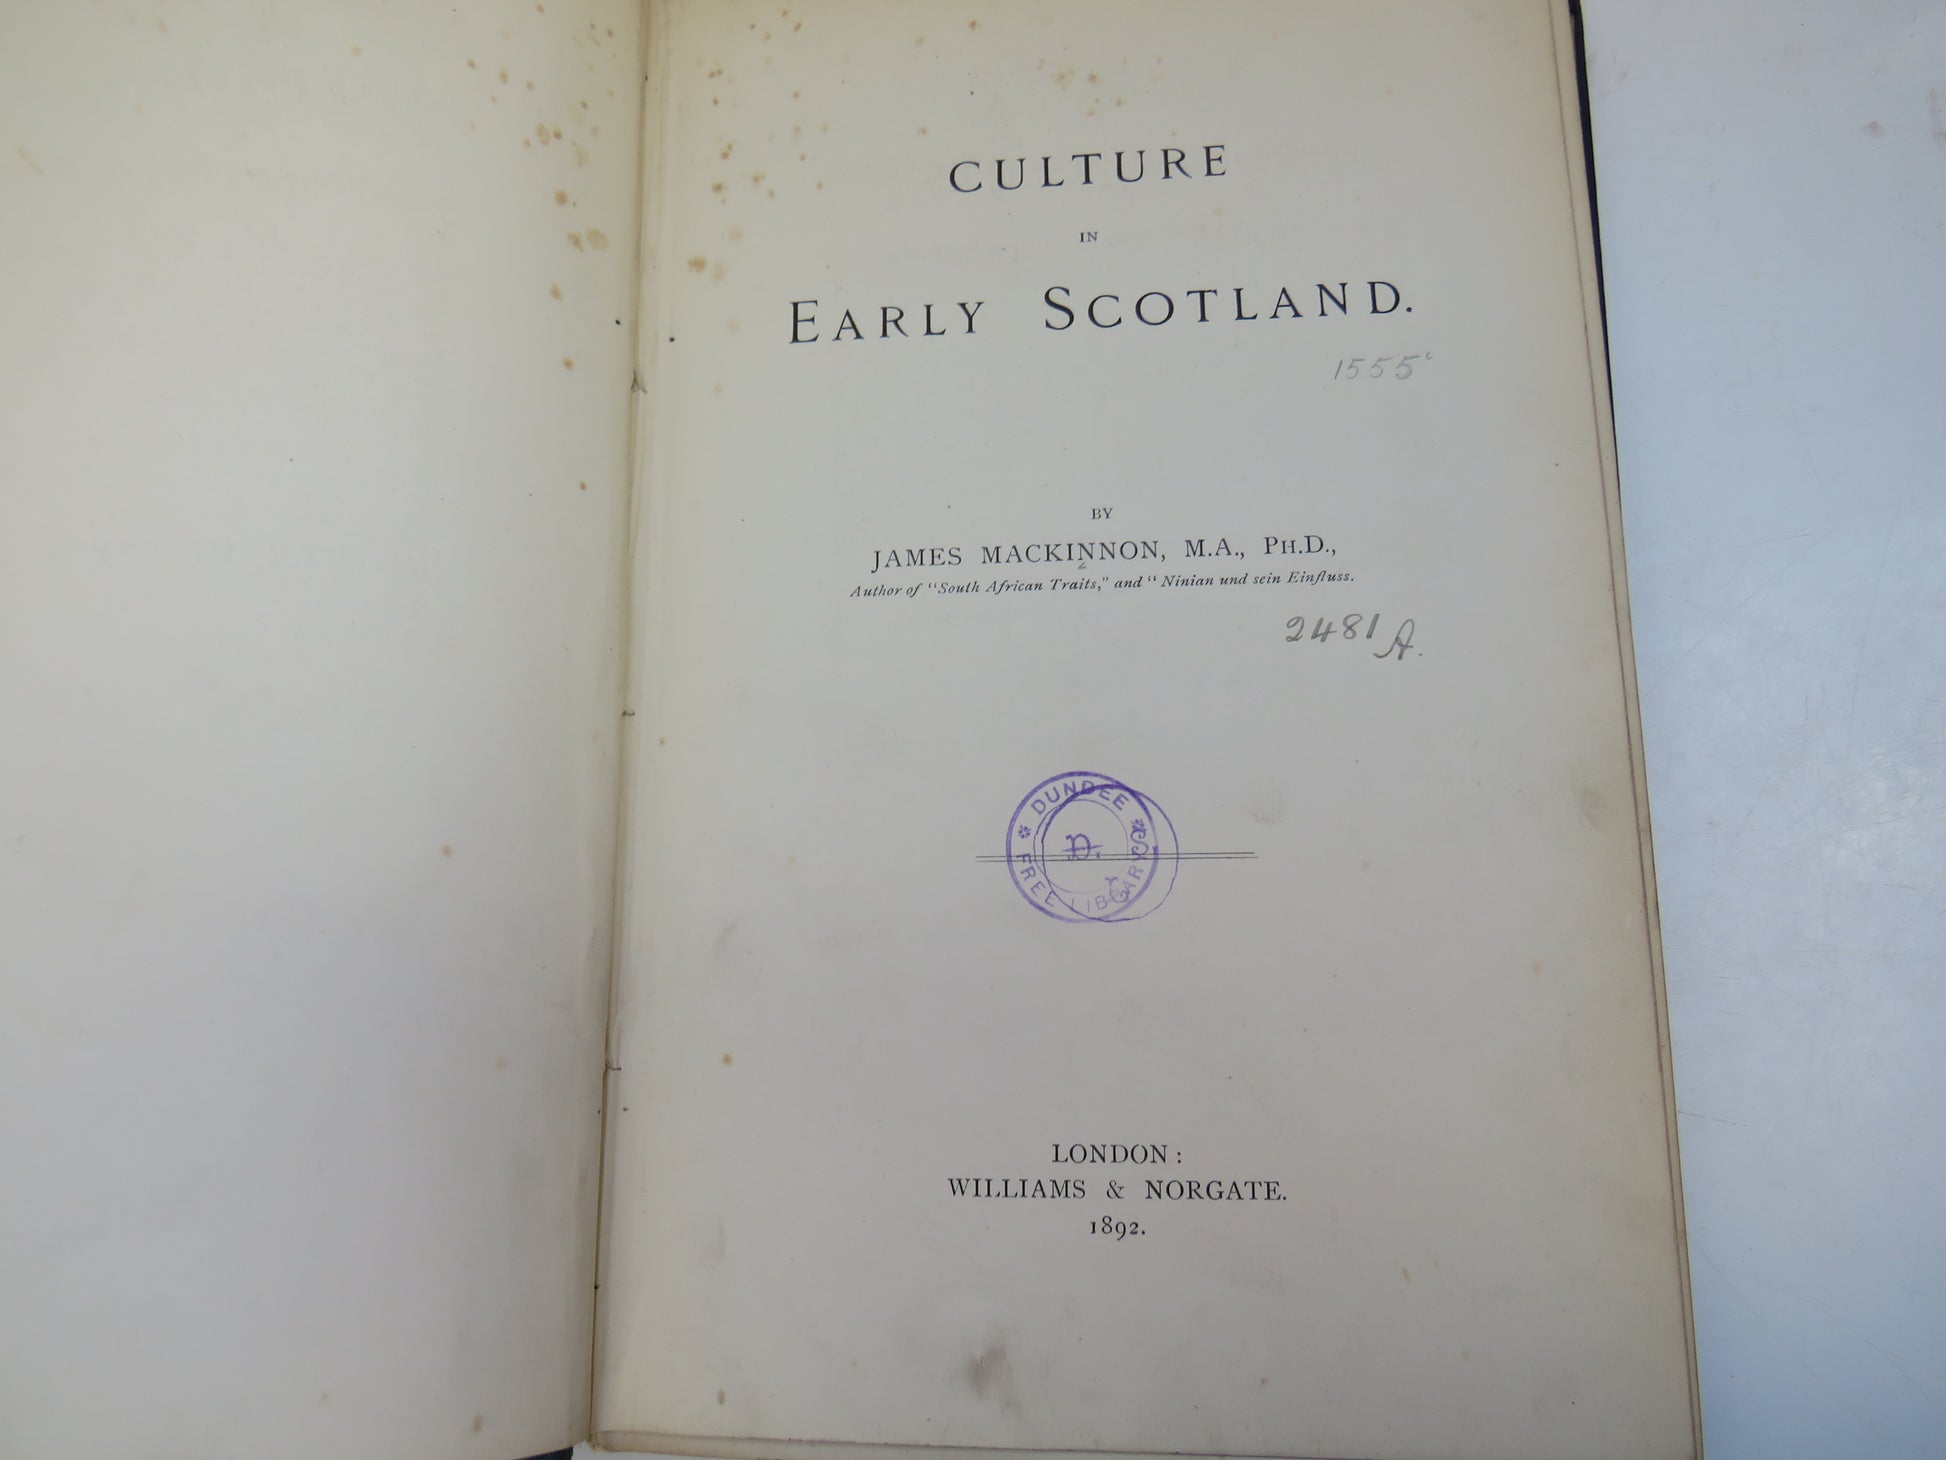 CULTURE
IN
EARLY SCOTLAND.
1555
BY
JAMES MACKINNON, M.A., PH.D.,
Author of "South African Traits," and "Ninian und sein Einfluss.
2481 A.
DUNDEE
D.
FREE LIBRARY
LONDON:
WILLIAMS & NORGATE.
1892.